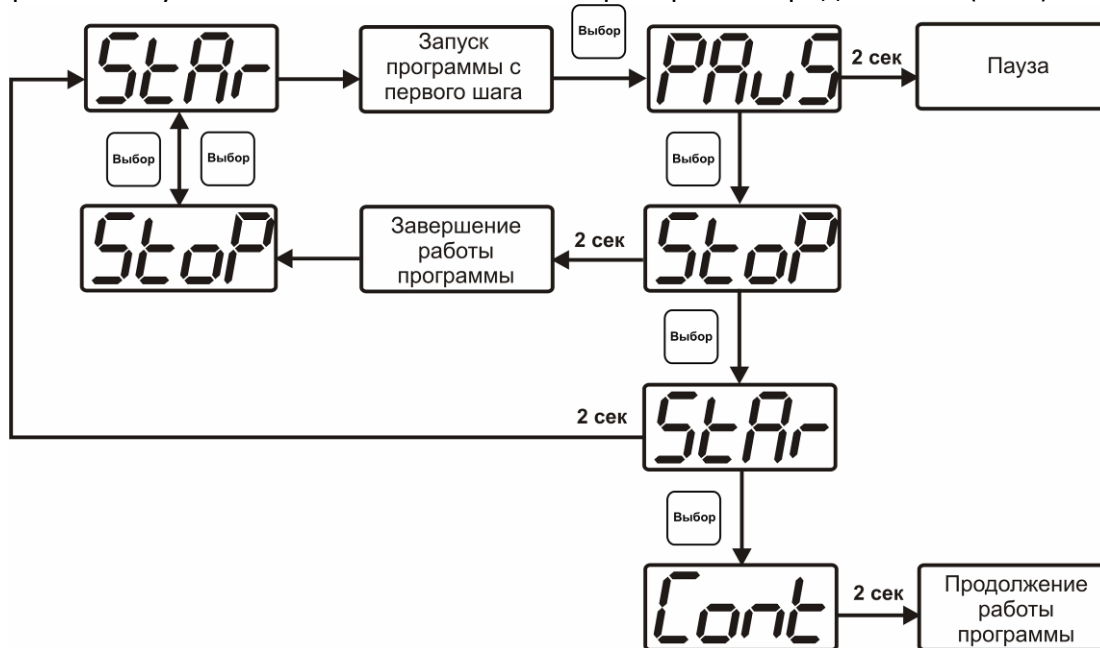 StAr
Запуск
программы с
первого шага
Выбор
PAuS
2 сек
Пауза
Выбор
Выбор
Выбор
StoP
Завершение
работы
программы
2 сек
StoP
Выбор
2 сек
StAr
Выбор
Cont
2 сек
Продолжение
работы
программы